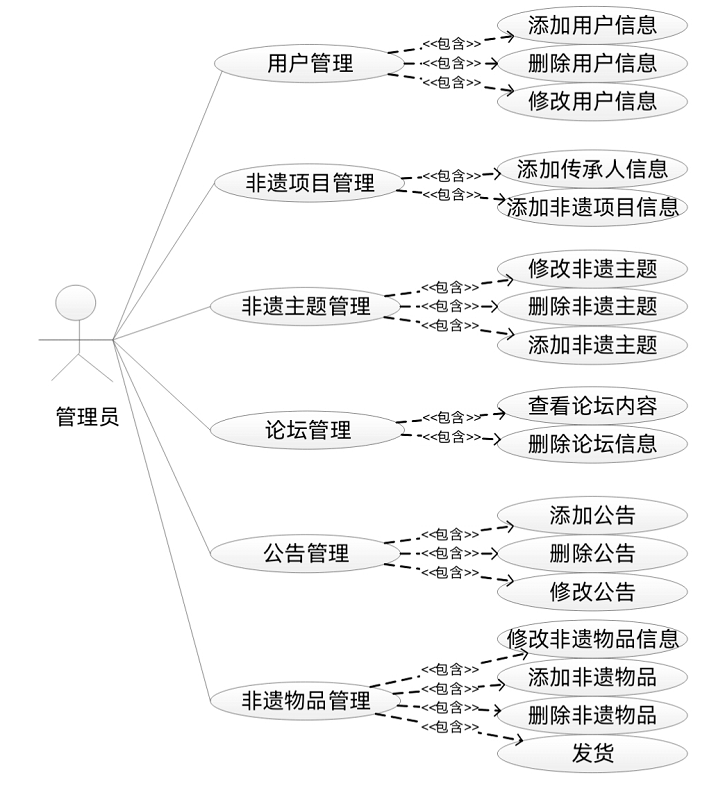 添加用户信息
<<包含>>
用户管理
<<包含>>
删除用户信息
<<包含>>
修改用户信息
添加传承人信息
<<包含>>
非遗项目管理
<<包含>>
添加非遗项目信息
修改非遗主题
<<包含>>
非遗主题管理
<<包含>>
删除非遗主题
<<包含>>
添加非遗主题
管理员
查看论坛内容
<<包含>>
论坛管理
<<包含>>
删除论坛信息
添加公告
<<包含>>
公告管理
<<包含>>
删除公告
<<包含>>
修改公告
修改非遗物品信息
<<包含>>
添加非遗物品
<<包含>>
非遗物品管理
<<包含>>
删除非遗物品
<<包含>>
发货